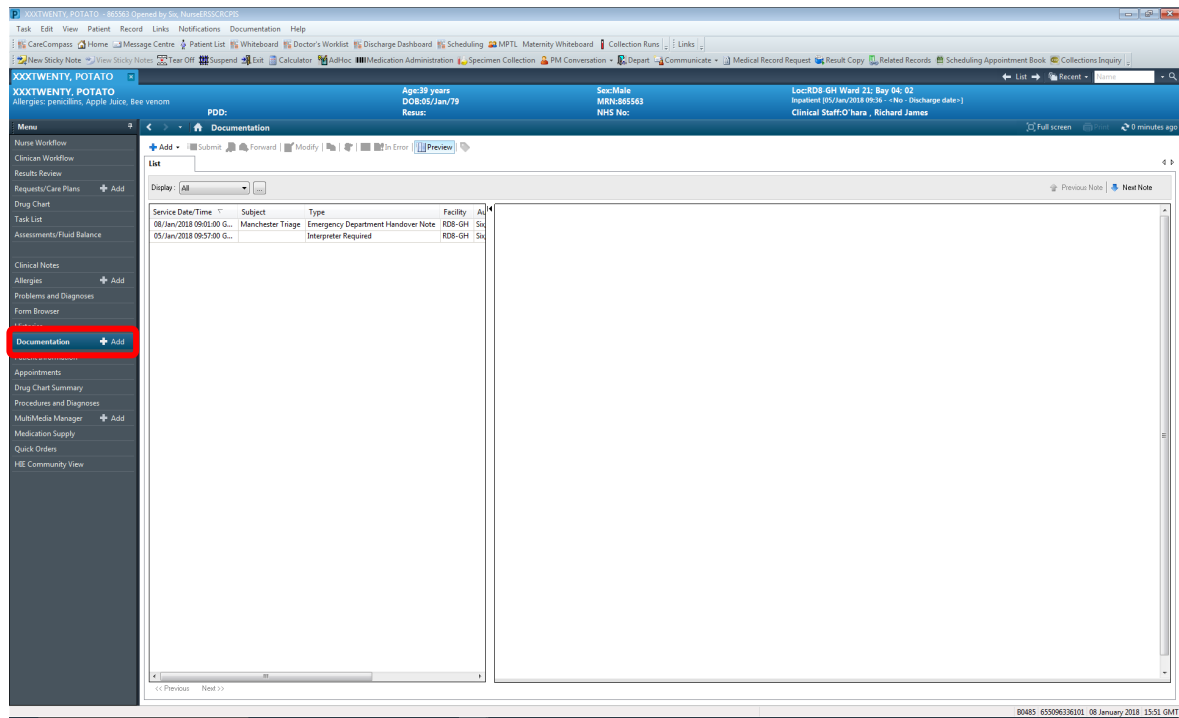 XXXTWENTY, POTATO - 865563 Opened by Six, NurseERSSCRCPIS
Task Edit View Patient Record Links Notifications Documentation Help
CareCompass Home Message Centre Patient List Whiteboard Doctor's Worklist Discharge Dashboard Scheduling MPTL Maternity Whiteboard Collection Runs Links
New Sticky Note View Sticky Notes Tear Off Suspend Exit Calculator AdHoc Medication Administration Specimen Collection PM Conversation Depart Communicate Medical Record Request Result Copy Related Records Scheduling Appointment Book Collections Inquiry
XXXTWENTY, POTATO List Recent Name
XXXTWENTY, POTATO Age:39 years Sex:Male Loc:RD8-GH Ward 21; Bay 04; 02
Allergies: penicillins, Apple Juice, Bee venom DOB:05/Jan/79 MRN:865563 Inpatient [05/Jan/2018 09:36 - <No - Discharge date>]
PDD: Resus: NHS No: Clinical Staff:O'hara , Richard James
Menu Documentation Full screen Print 0 minutes ago
Nurse Workflow
Clinican Workflow
Results Review
Requests/Care Plans Add
Drug Chart
Task List
Assessments/Fluid Balance
Clinical Notes
Allergies Add
Problems and Diagnoses
Form Browser
Documentation Add
Appointments
Drug Chart Summary
Procedures and Diagnoses
MultiMedia Manager Add
Medication Supply
Quick Orders
HIE Community View
Add Submit Forward Modify In Error Preview
List
Display: All ... Previous Note Next Note
Service Date/Time Subject Type Facility Au
08/Jan/2018 09:01:00 G... Manchester Triage Emergency Department Handover Note RD8-GH Six
05/Jan/2018 09:57:00 G... Interpreter Required RD8-GH Six
<< Previous Next >>
B0485 655096336101 08 January 2018 15:51 GMT